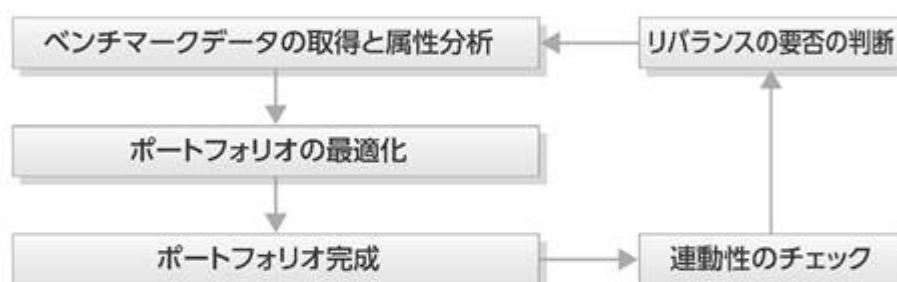 ベンチマークデータの取得と属性分析
リバランスの要否の判断
ポートフォリオの最適化
ポートフォリオ完成
連動性のチェック